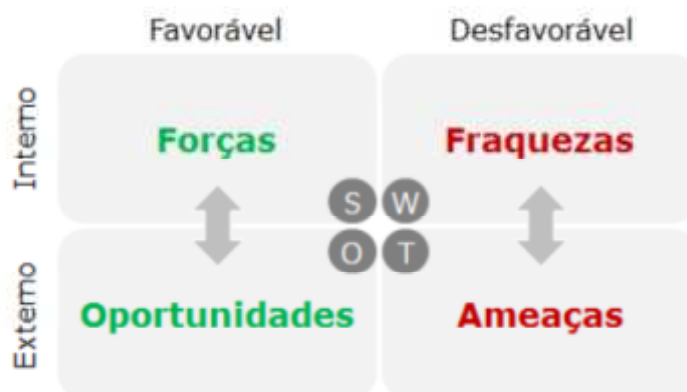 Favorável Desfavorável
Interno
Forças Fraquezas
S W
O T
Externo
Oportunidades Ameaças